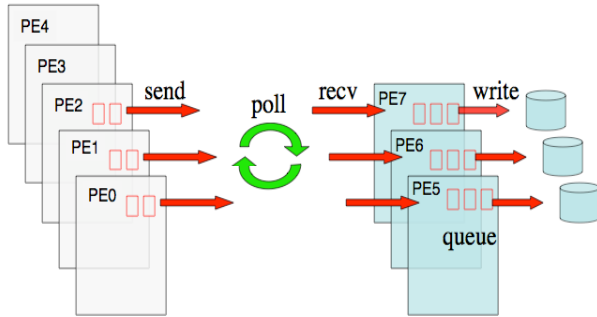 PE4
PE3
PE2
PE1
PE0
send
poll
recv
PE7
PE6
PE5
write
queue